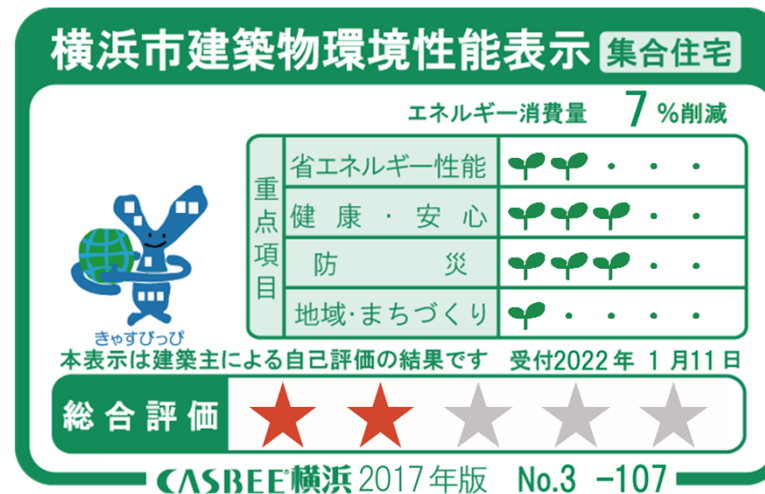 横浜市建築物環境性能表示 集合住宅
エネルギー消費量 7 %削減
重点項目
省エネルギー性能
健康・安心
防災
地域・まちづくり
きゃすびっぴ
本表示は建築主による自己評価の結果です 受付2022年 1月11日
総合評価
CASBEE®横浜 2017年版 No.3 -107